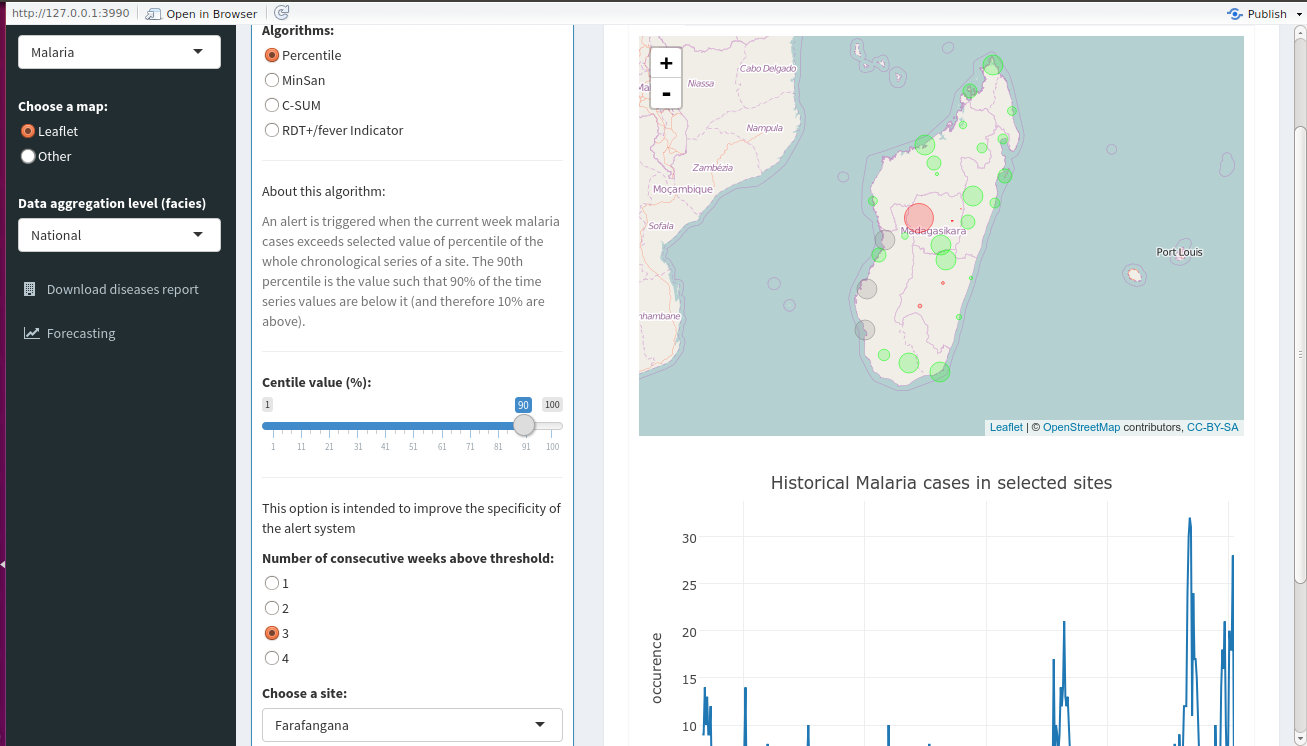 http://127.0.0.1:3990 Open in Browser Publish
Malaria
Choose a map:
Leaflet
Other
Data aggregation level (facies)
National
Download diseases report
Forecasting
Algorithms:
Percentile
MinSan
C-SUM
RDT+/fever Indicator
About this algorithm:
An alert is triggered when the current week malaria
cases exceeds selected value of percentile of the
whole chronological series of a site. The 90th
percentile is the value such that 90% of the time
series values are below it (and therefore 10% are
above).
Centile value (%):
1 90 100
1 11 21 31 41 51 61 71 81 91 100
This option is intended to improve the specificity of
the alert system
Number of consecutive weeks above threshold:
1
2
3
4
Choose a site:
Farafangana
+
-
Cabo Delgado
Niassa
Nampula
Zambézia
Moçambique
Sofala
Madagasikara
Port Louis
nhambane
Leaflet | © OpenStreetMap contributors, CC-BY-SA
Historical Malaria cases in selected sites
30
25
20
15
10
occurence